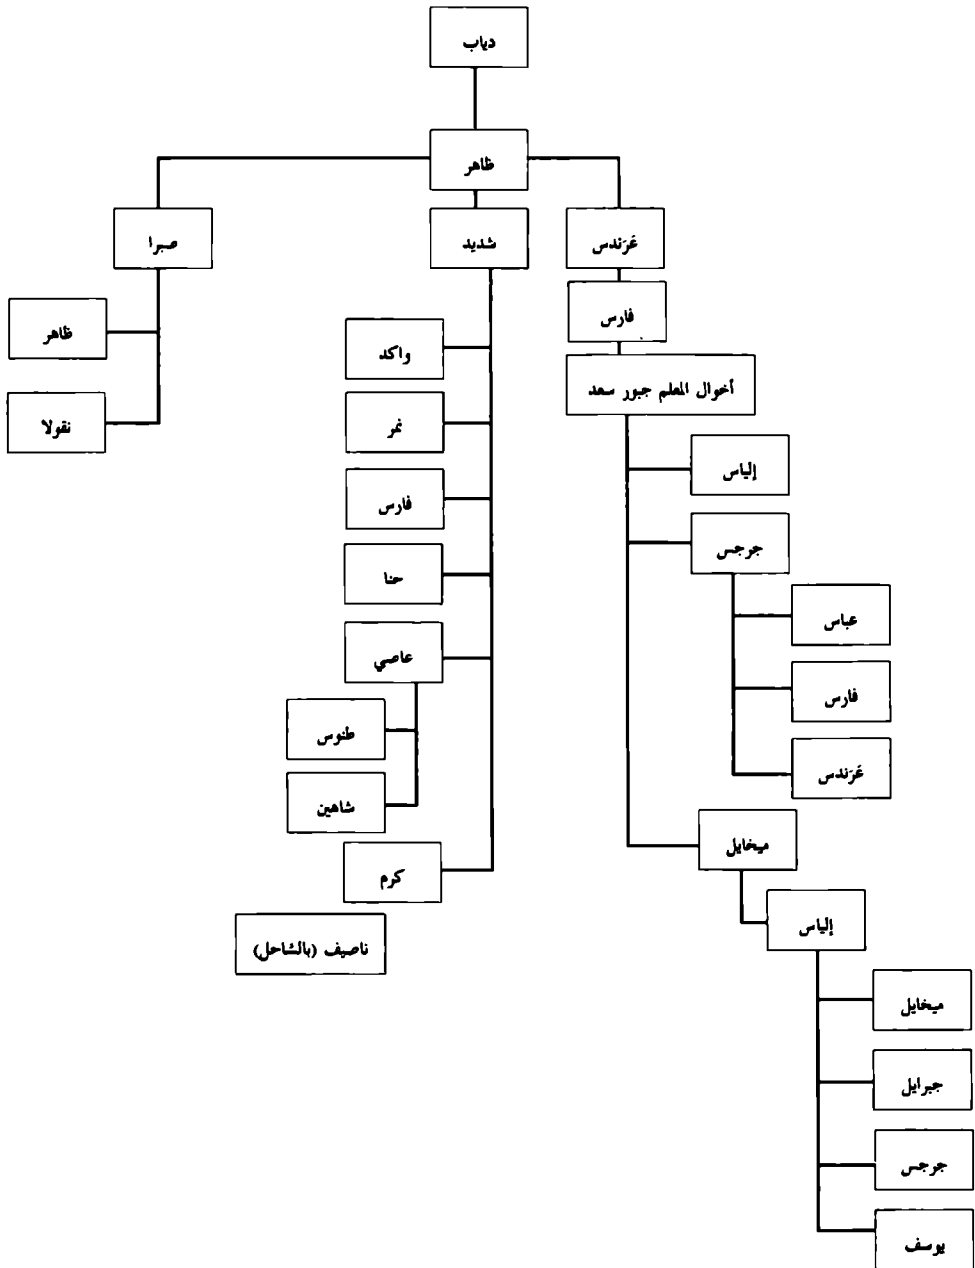 دياب
ظاهر
عَرَندس
شديد
صبرا
فارس
أخوال المعلم جبور سعد
إلياس
جرجس
عباس
فارس
عَرَندس
ميخايل
إلياس
ميخايل
جبرايل
جرجس
يوسف
واكد
نمر
فارس
حنا
عاصي
طنوس
شاهين
كرم
ناصيف (بالشاحل)
ظاهر
نقولا